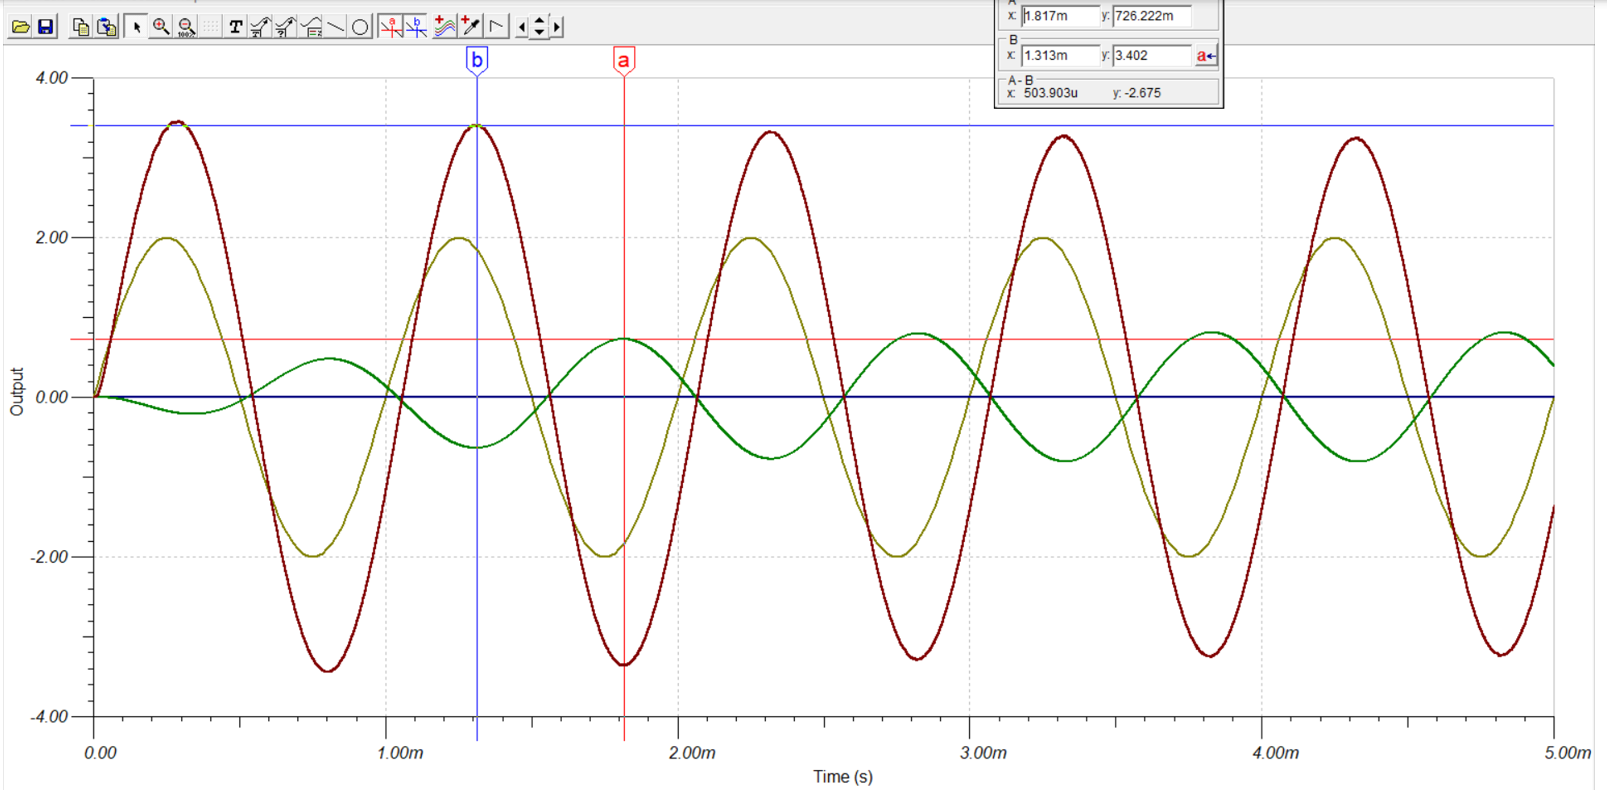 A
x: 1.817m y: 726.222m
B
x: 1.313m y: 3.402 a
A - B
x: 503.903u y: -2.675
100%
T
a
b
b
a
4.00
2.00
0.00
-2.00
-4.00
Output
0.00 1.00m 2.00m 3.00m 4.00m 5.00m
Time (s)